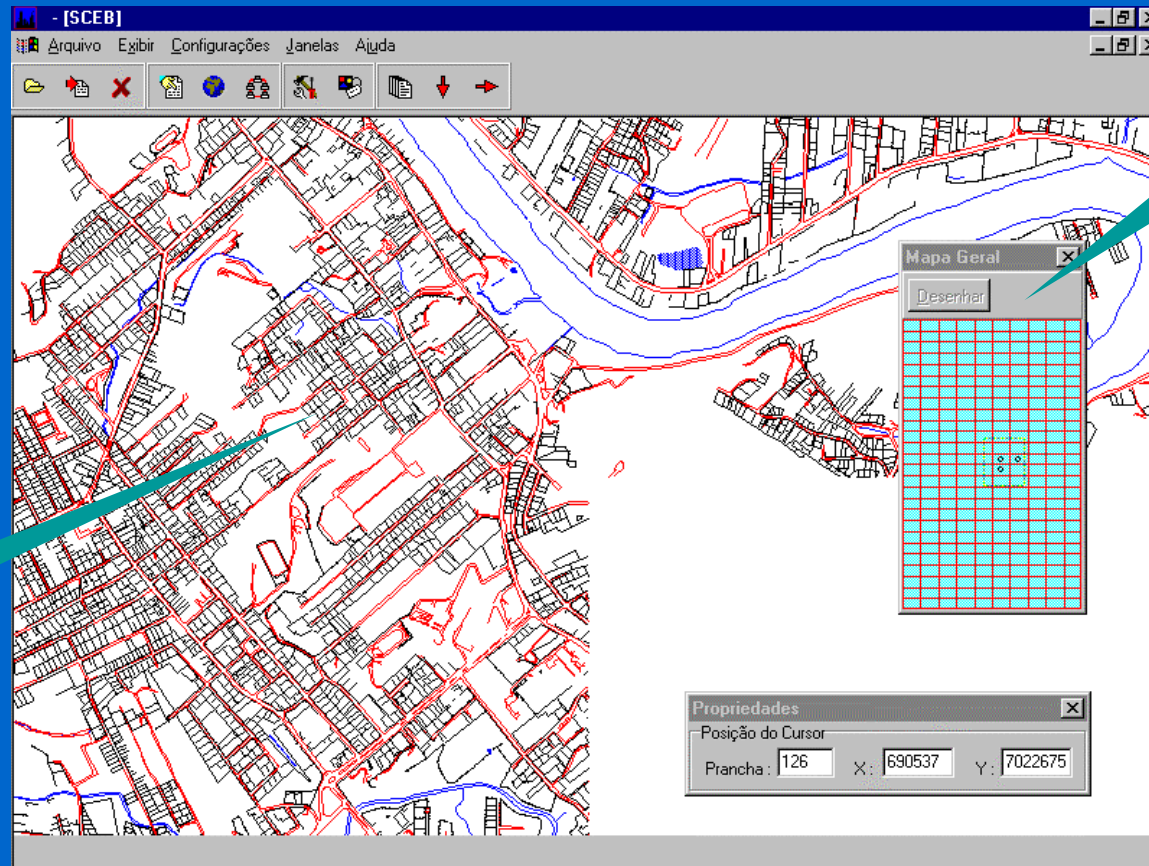 - [SCEB]
Arquivo Exibir Configurações Janelas Ajuda
Mapa Geral
Desenhar
Propriedades
Posição do Cursor
Prancha : 126 X : 690537 Y : 7022675